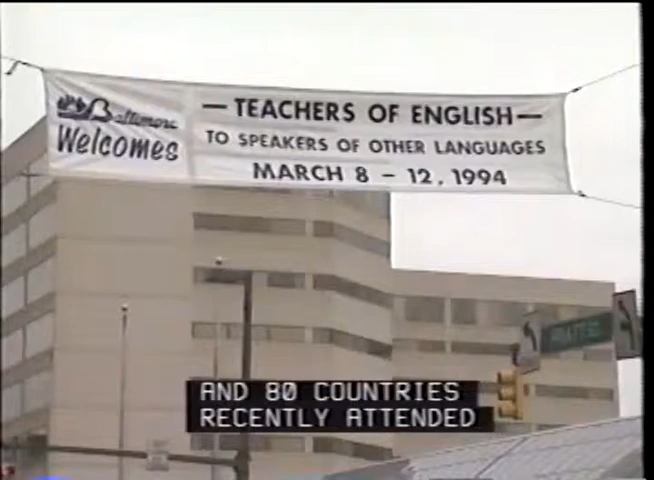 Baltimore
Welcomes
— TEACHERS OF ENGLISH —
TO SPEAKERS OF OTHER LANGUAGES
MARCH 8 - 12, 1994
AND 80 COUNTRIES
RECENTLY ATTENDED